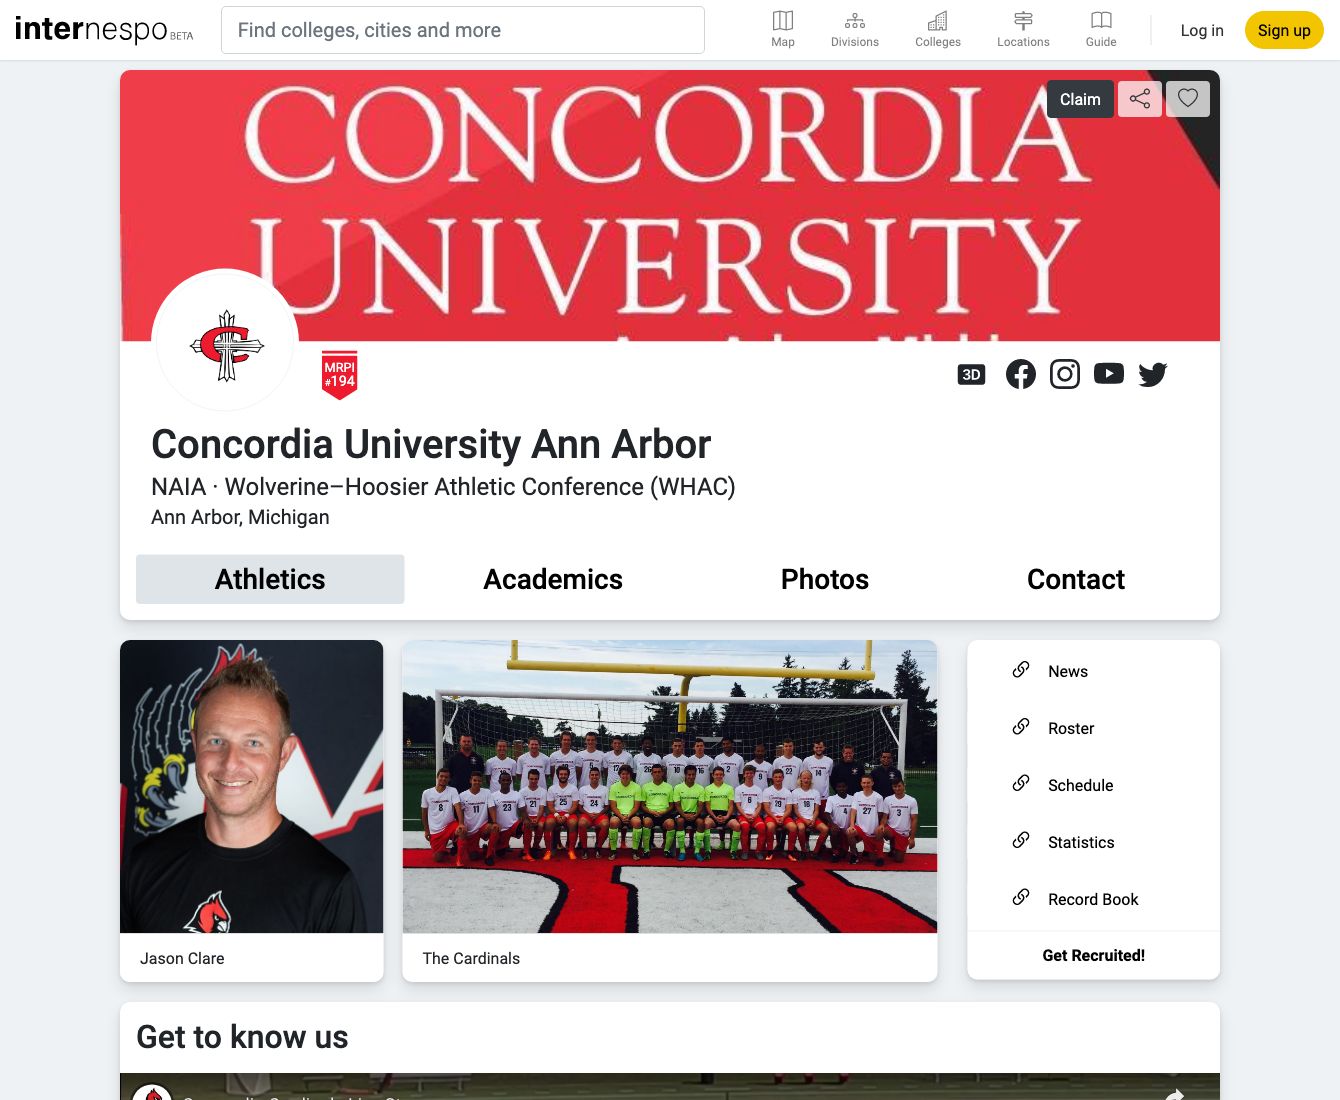 internespo BETA
Find colleges, cities and more
Map
Divisions
Colleges
Locations
Guide
Log in
Sign up
CONCORDIA
UNIVERSITY
Claim
MRPI
#194
3D
Concordia University Ann Arbor
NAIA · Wolverine–Hoosier Athletic Conference (WHAC)
Ann Arbor, Michigan
Athletics
Academics
Photos
Contact
Jason Clare
The Cardinals
News
Roster
Schedule
Statistics
Record Book
Get Recruited!
Get to know us